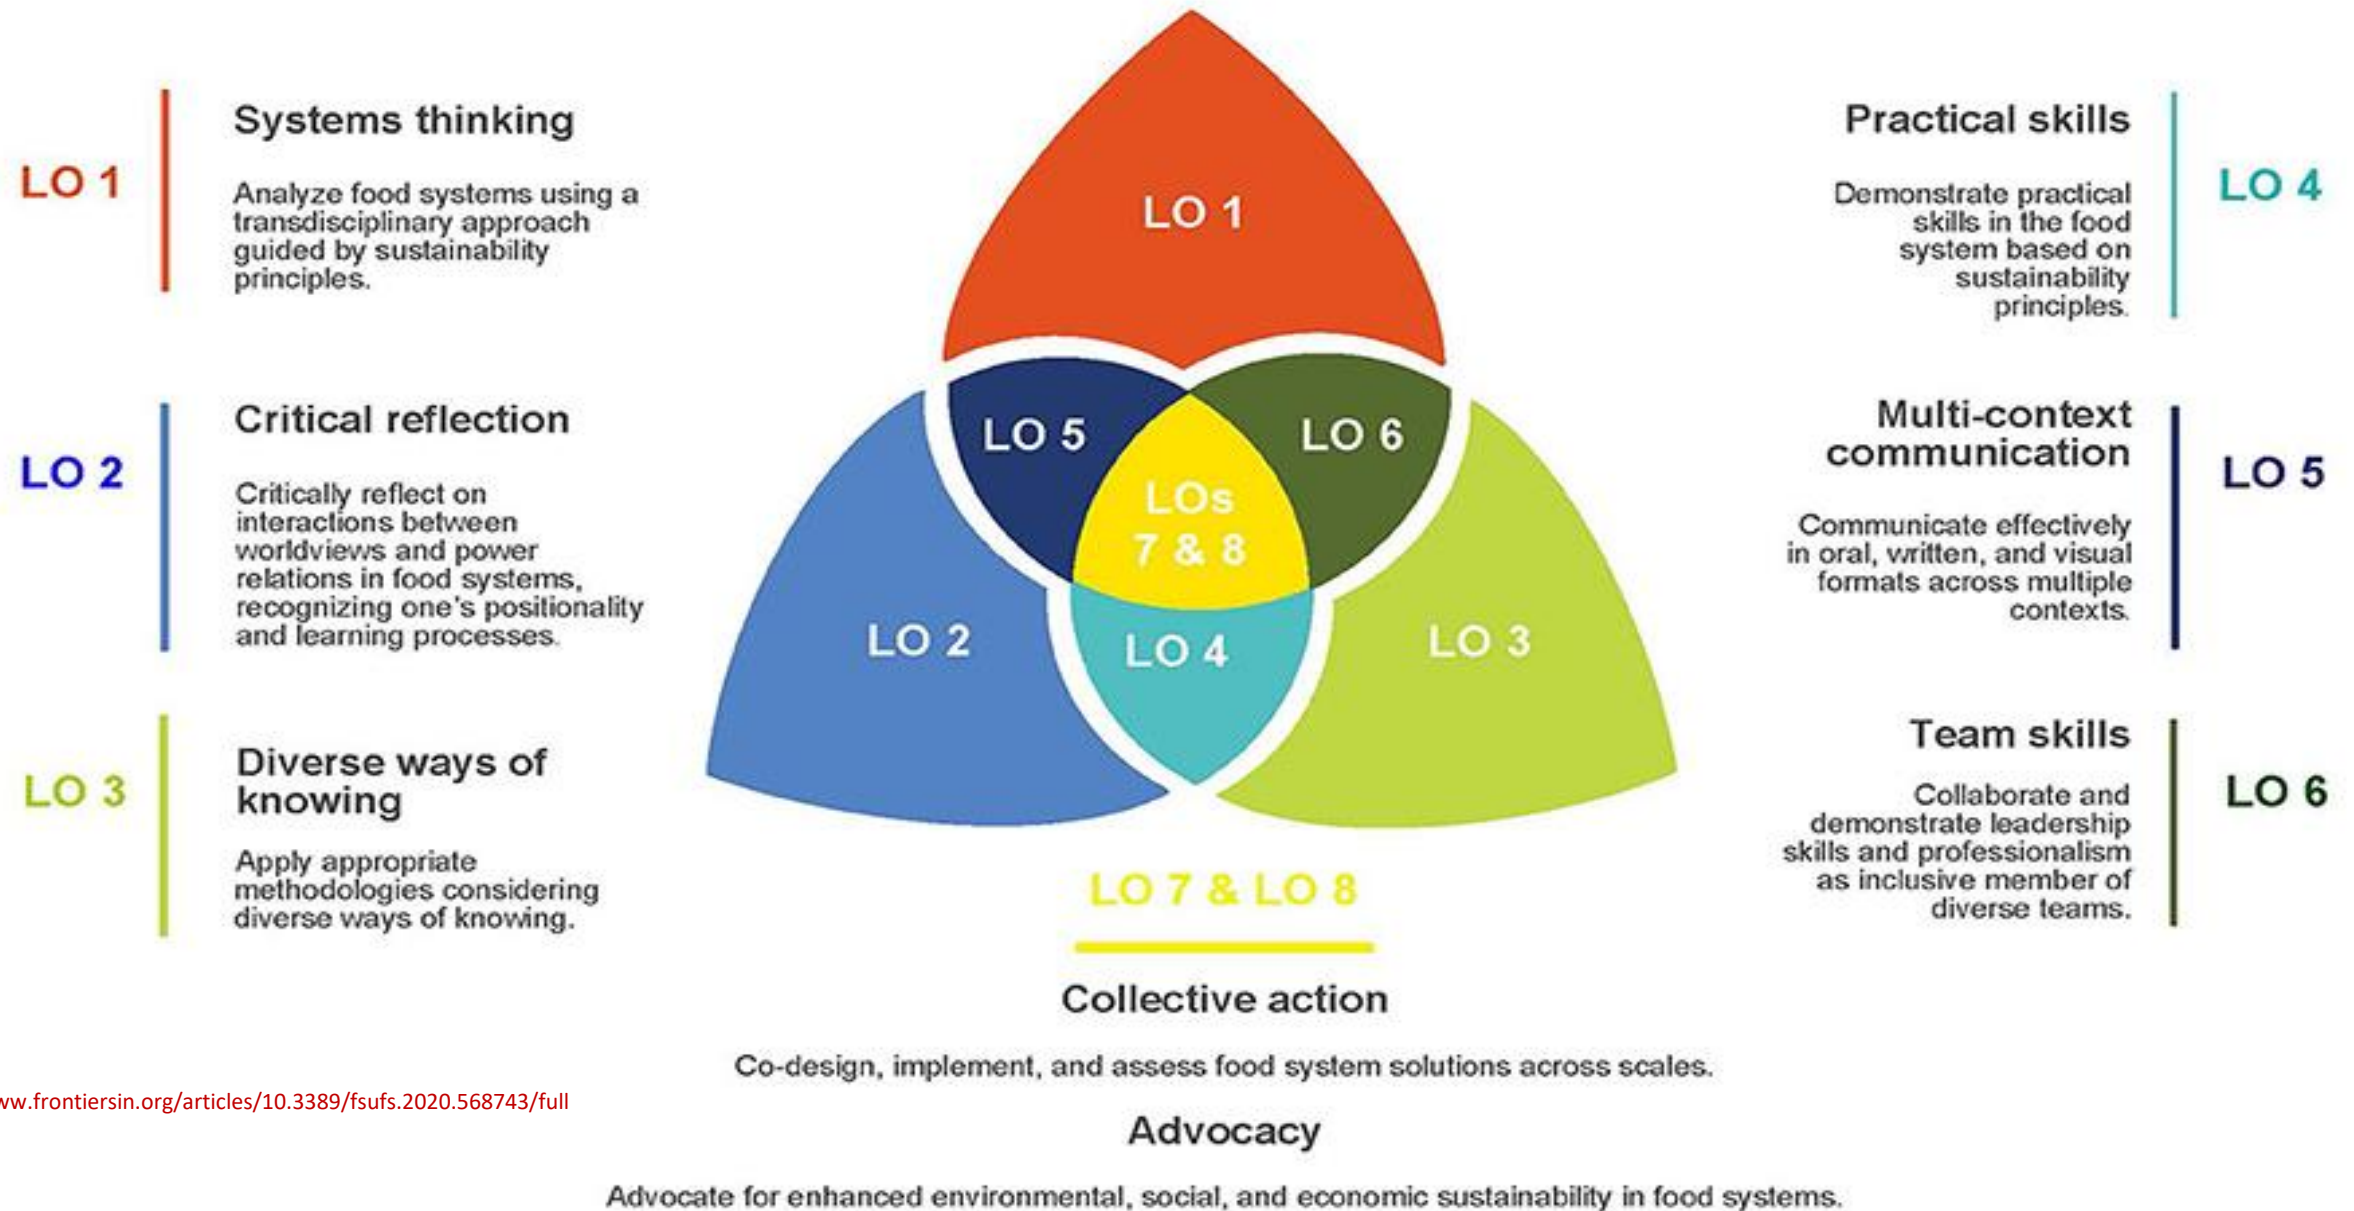 LO 1
Systems thinking
Analyze food systems using a
transdisciplinary approach
guided by sustainability
principles.
LO 2
Critical reflection
Critically reflect on
interactions between
worldviews and power
relations in food systems,
recognizing one's positionality
and learning processes.
LO 3
Diverse ways of
knowing
Apply appropriate
methodologies considering
diverse ways of knowing.
LO 1
LO 5
LO 6
LOs
7 & 8
LO 2
LO 4
LO 3
Practical skills
Demonstrate practical
skills in the food
system based on
sustainability
principles.
LO 4
Multi-context
communication
Communicate effectively
in oral, written, and visual
formats across multiple
contexts.
LO 5
Team skills
Collaborate and
demonstrate leadership
skills and professionalism
as inclusive member of
diverse teams.
LO 6
LO 7 & LO 8
Collective action
Co-design, implement, and assess food system solutions across scales.
ww.frontiersin.org/articles/10.3389/fsufs.2020.568743/full
Advocacy
Advocate for enhanced environmental, social, and economic sustainability in food systems.